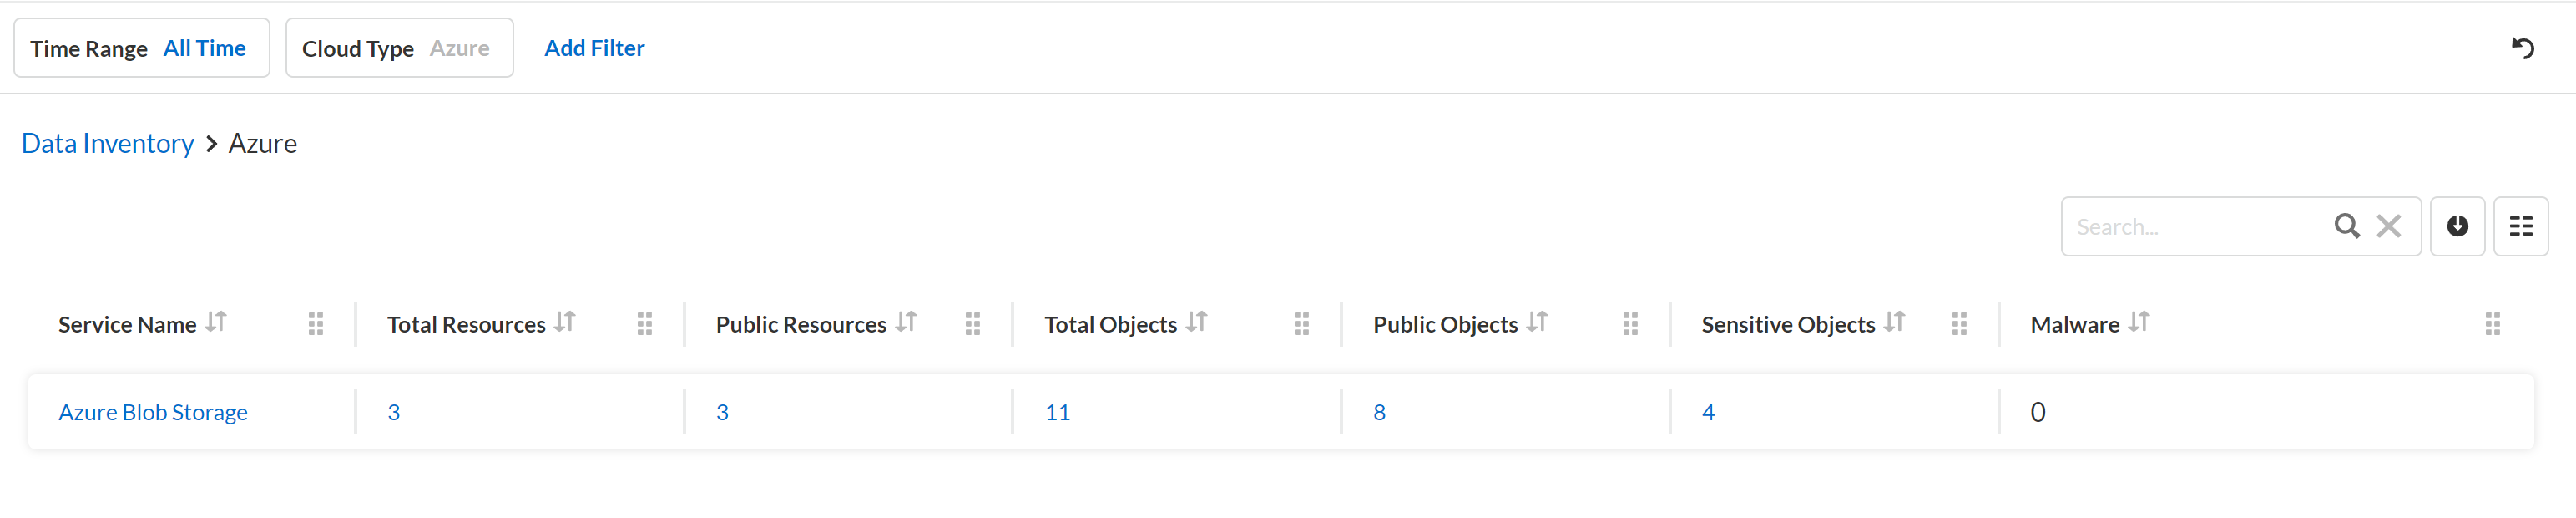 Time Range All Time Cloud Type Azure Add Filter
Data Inventory > Azure
Search...
Service Name Total Resources Public Resources Total Objects Public Objects Sensitive Objects Malware
Azure Blob Storage 3 3 11 8 4 0